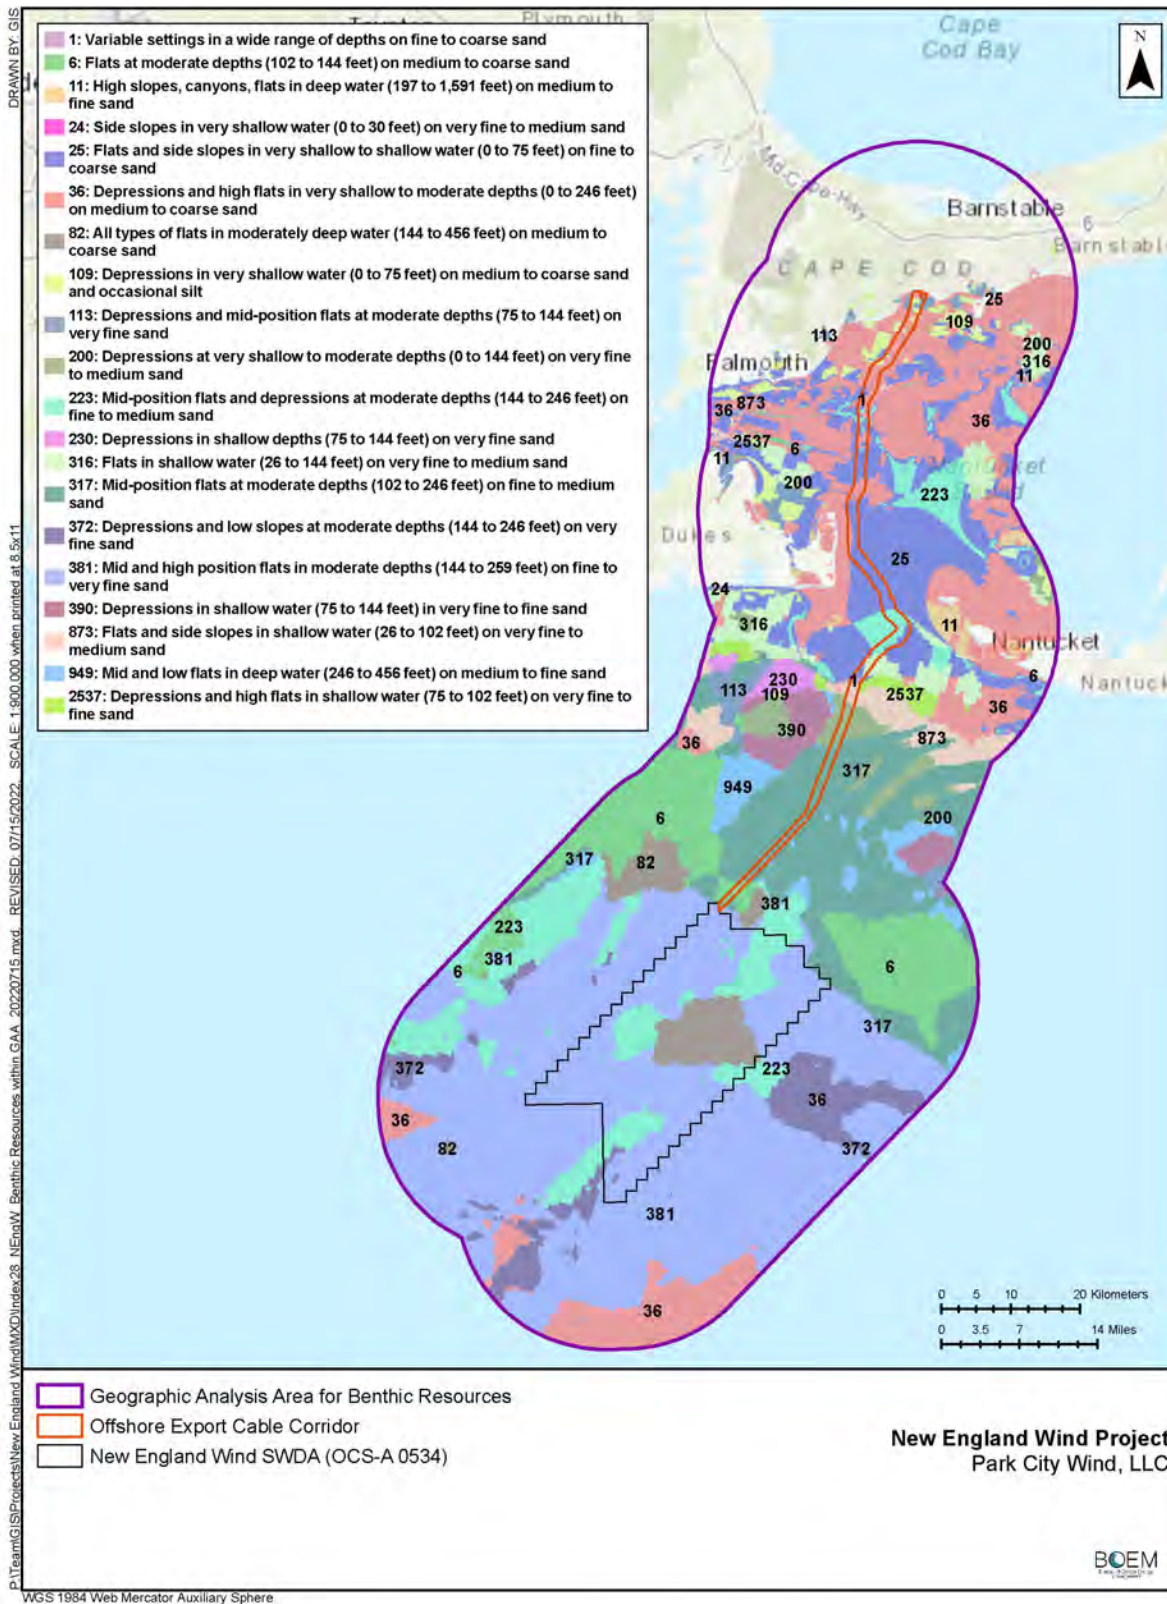 DRAWN BY: GIS
Plymouth
Cape
Cod Bay
N
1: Variable settings in a wide range of depths on fine to coarse sand
6: Flats at moderate depths (102 to 144 feet) on medium to coarse sand
11: High slopes, canyons, flats in deep water (197 to 1,591 feet) on medium to
fine sand
24: Side slopes in very shallow water (0 to 30 feet) on very fine to medium sand
25: Flats and side slopes in very shallow to shallow water (0 to 75 feet) on fine to
coarse sand
36: Depressions and high flats in very shallow to moderate depths (0 to 246 feet)
on medium to coarse sand
82: All types of flats in moderately deep water (144 to 456 feet) on medium to
coarse sand
109: Depressions in very shallow water (0 to 75 feet) on medium to coarse sand
and occasional silt
113: Depressions and mid-position flats at moderate depths (75 to 144 feet) on
very fine sand
200: Depressions at very shallow to moderate depths (0 to 144 feet) on very fine
to medium sand
223: Mid-position flats and depressions at moderate depths (144 to 246 feet) on
fine to medium sand
230: Depressions in shallow depths (75 to 144 feet) on very fine sand
316: Flats in shallow water (26 to 144 feet) on very fine to medium sand
317: Mid-position flats at moderate depths (102 to 246 feet) on fine to medium
sand
372: Depressions and low slopes at moderate depths (144 to 246 feet) on very
fine sand
381: Mid and high position flats in moderate depths (144 to 259 feet) on fine to
very fine sand
390: Depressions in shallow water (75 to 144 feet) in very fine to fine sand
873: Flats and side slopes in shallow water (26 to 102 feet) on very fine to
medium sand
949: Mid and low flats in deep water (246 to 456 feet) on medium to fine sand
2537: Depressions and high flats in shallow water (75 to 102 feet) on very fine to
fine sand
Mid-Cape-Hwy
Barnstable
6
Barnstable
CAPE COD
25
109
113
200
316
Falmouth
11
1
873
36
36
2537
6
11
Nantucket
Sound
200
223
Dukes
25
24
316
11
Nantucket
230
1
6
Nantuck
113
109
2537
36
390
36
873
317
949
6
200
317
82
381
223
381
6
6
317
372
223
36
36
82
372
381
36
0 5 10 20 Kilometers
0 3.5 7 14 Miles
Geographic Analysis Area for Benthic Resources
Offshore Export Cable Corridor
New England Wind SWDA (OCS-A 0534)
New England Wind Project
Park City Wind, LLC
BOEM
P:\Team\GIS\Projects\New England Wind\MXD\Index28_NEngW_Benthic Resources within GAA_20220715.mxd, REVISED: 07/15/2022, SCALE: 1:900,000 when printed at 8.5x11
WGS 1984 Web Mercator Auxiliary Sphere